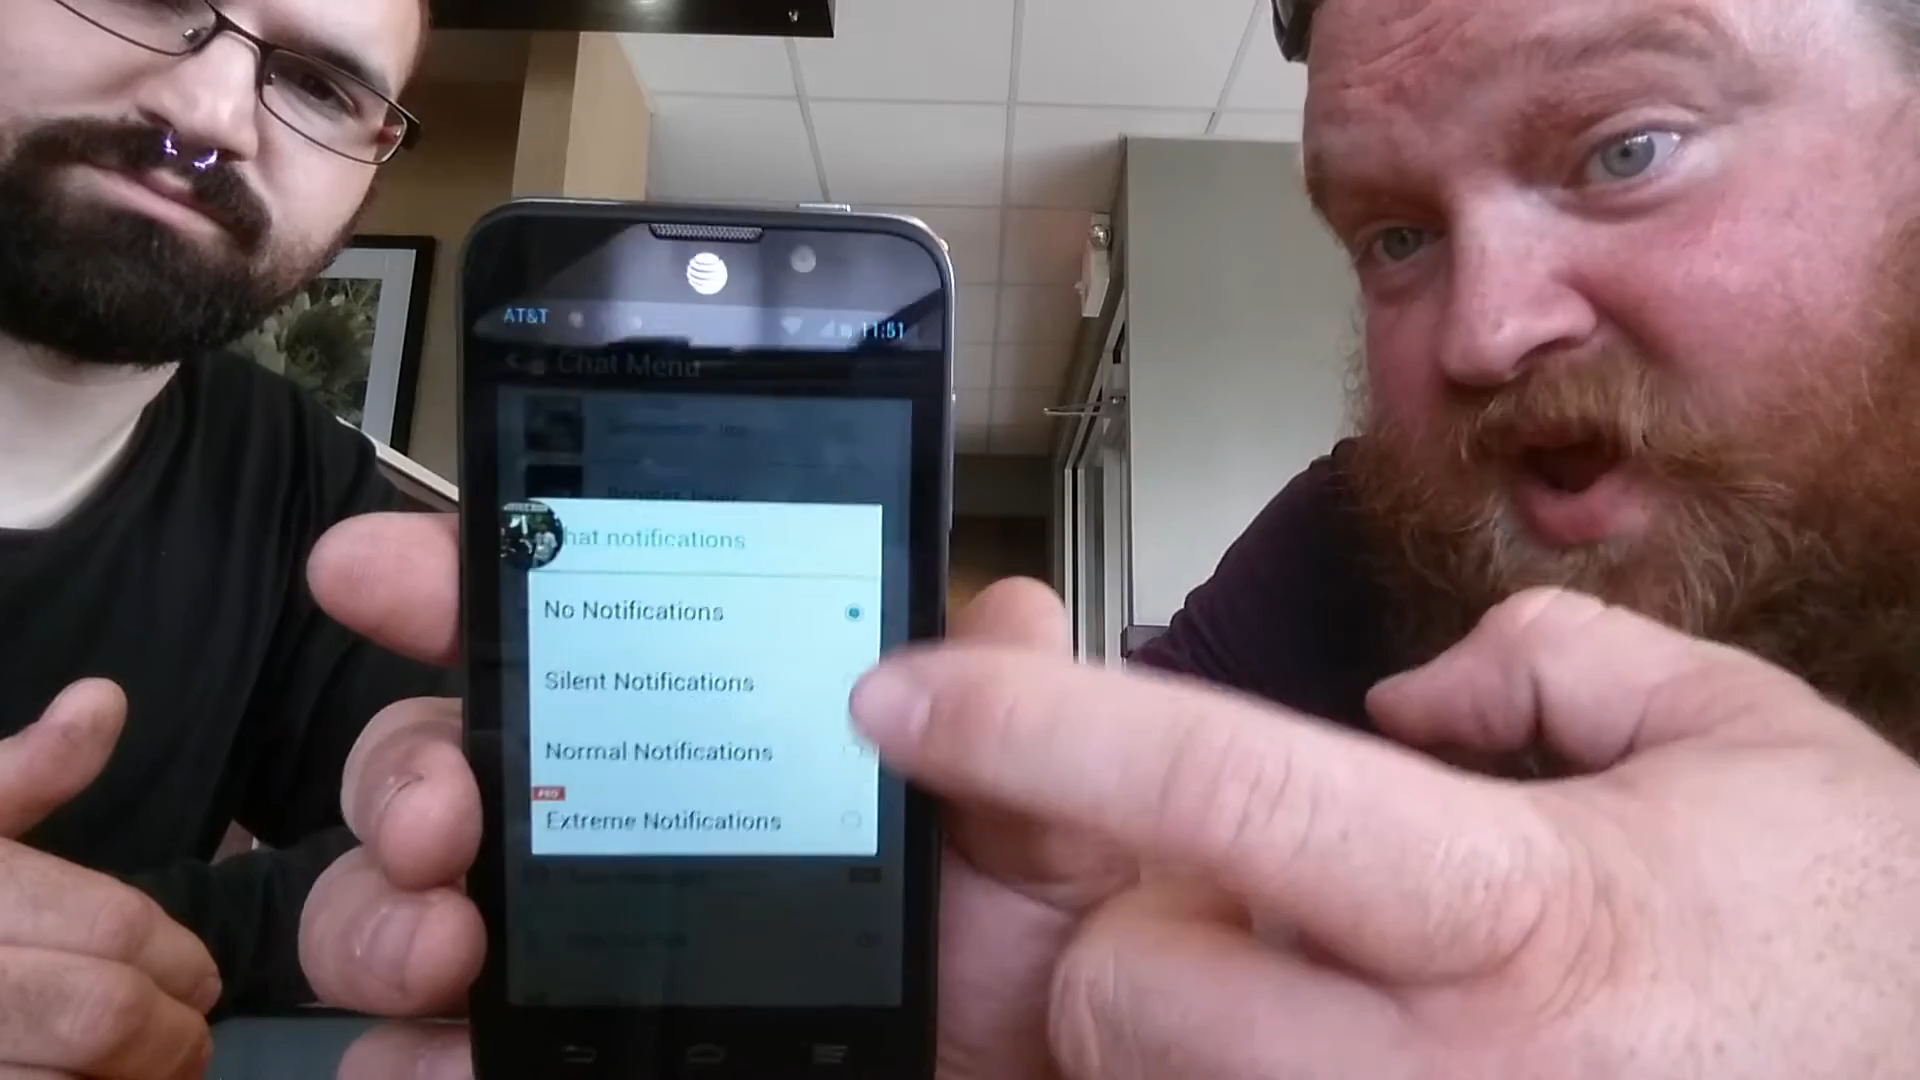 AT&T 11:51
Chat Menu
hat notifications
No Notifications
Silent Notifications
Normal Notifications
PRO
Extreme Notifications